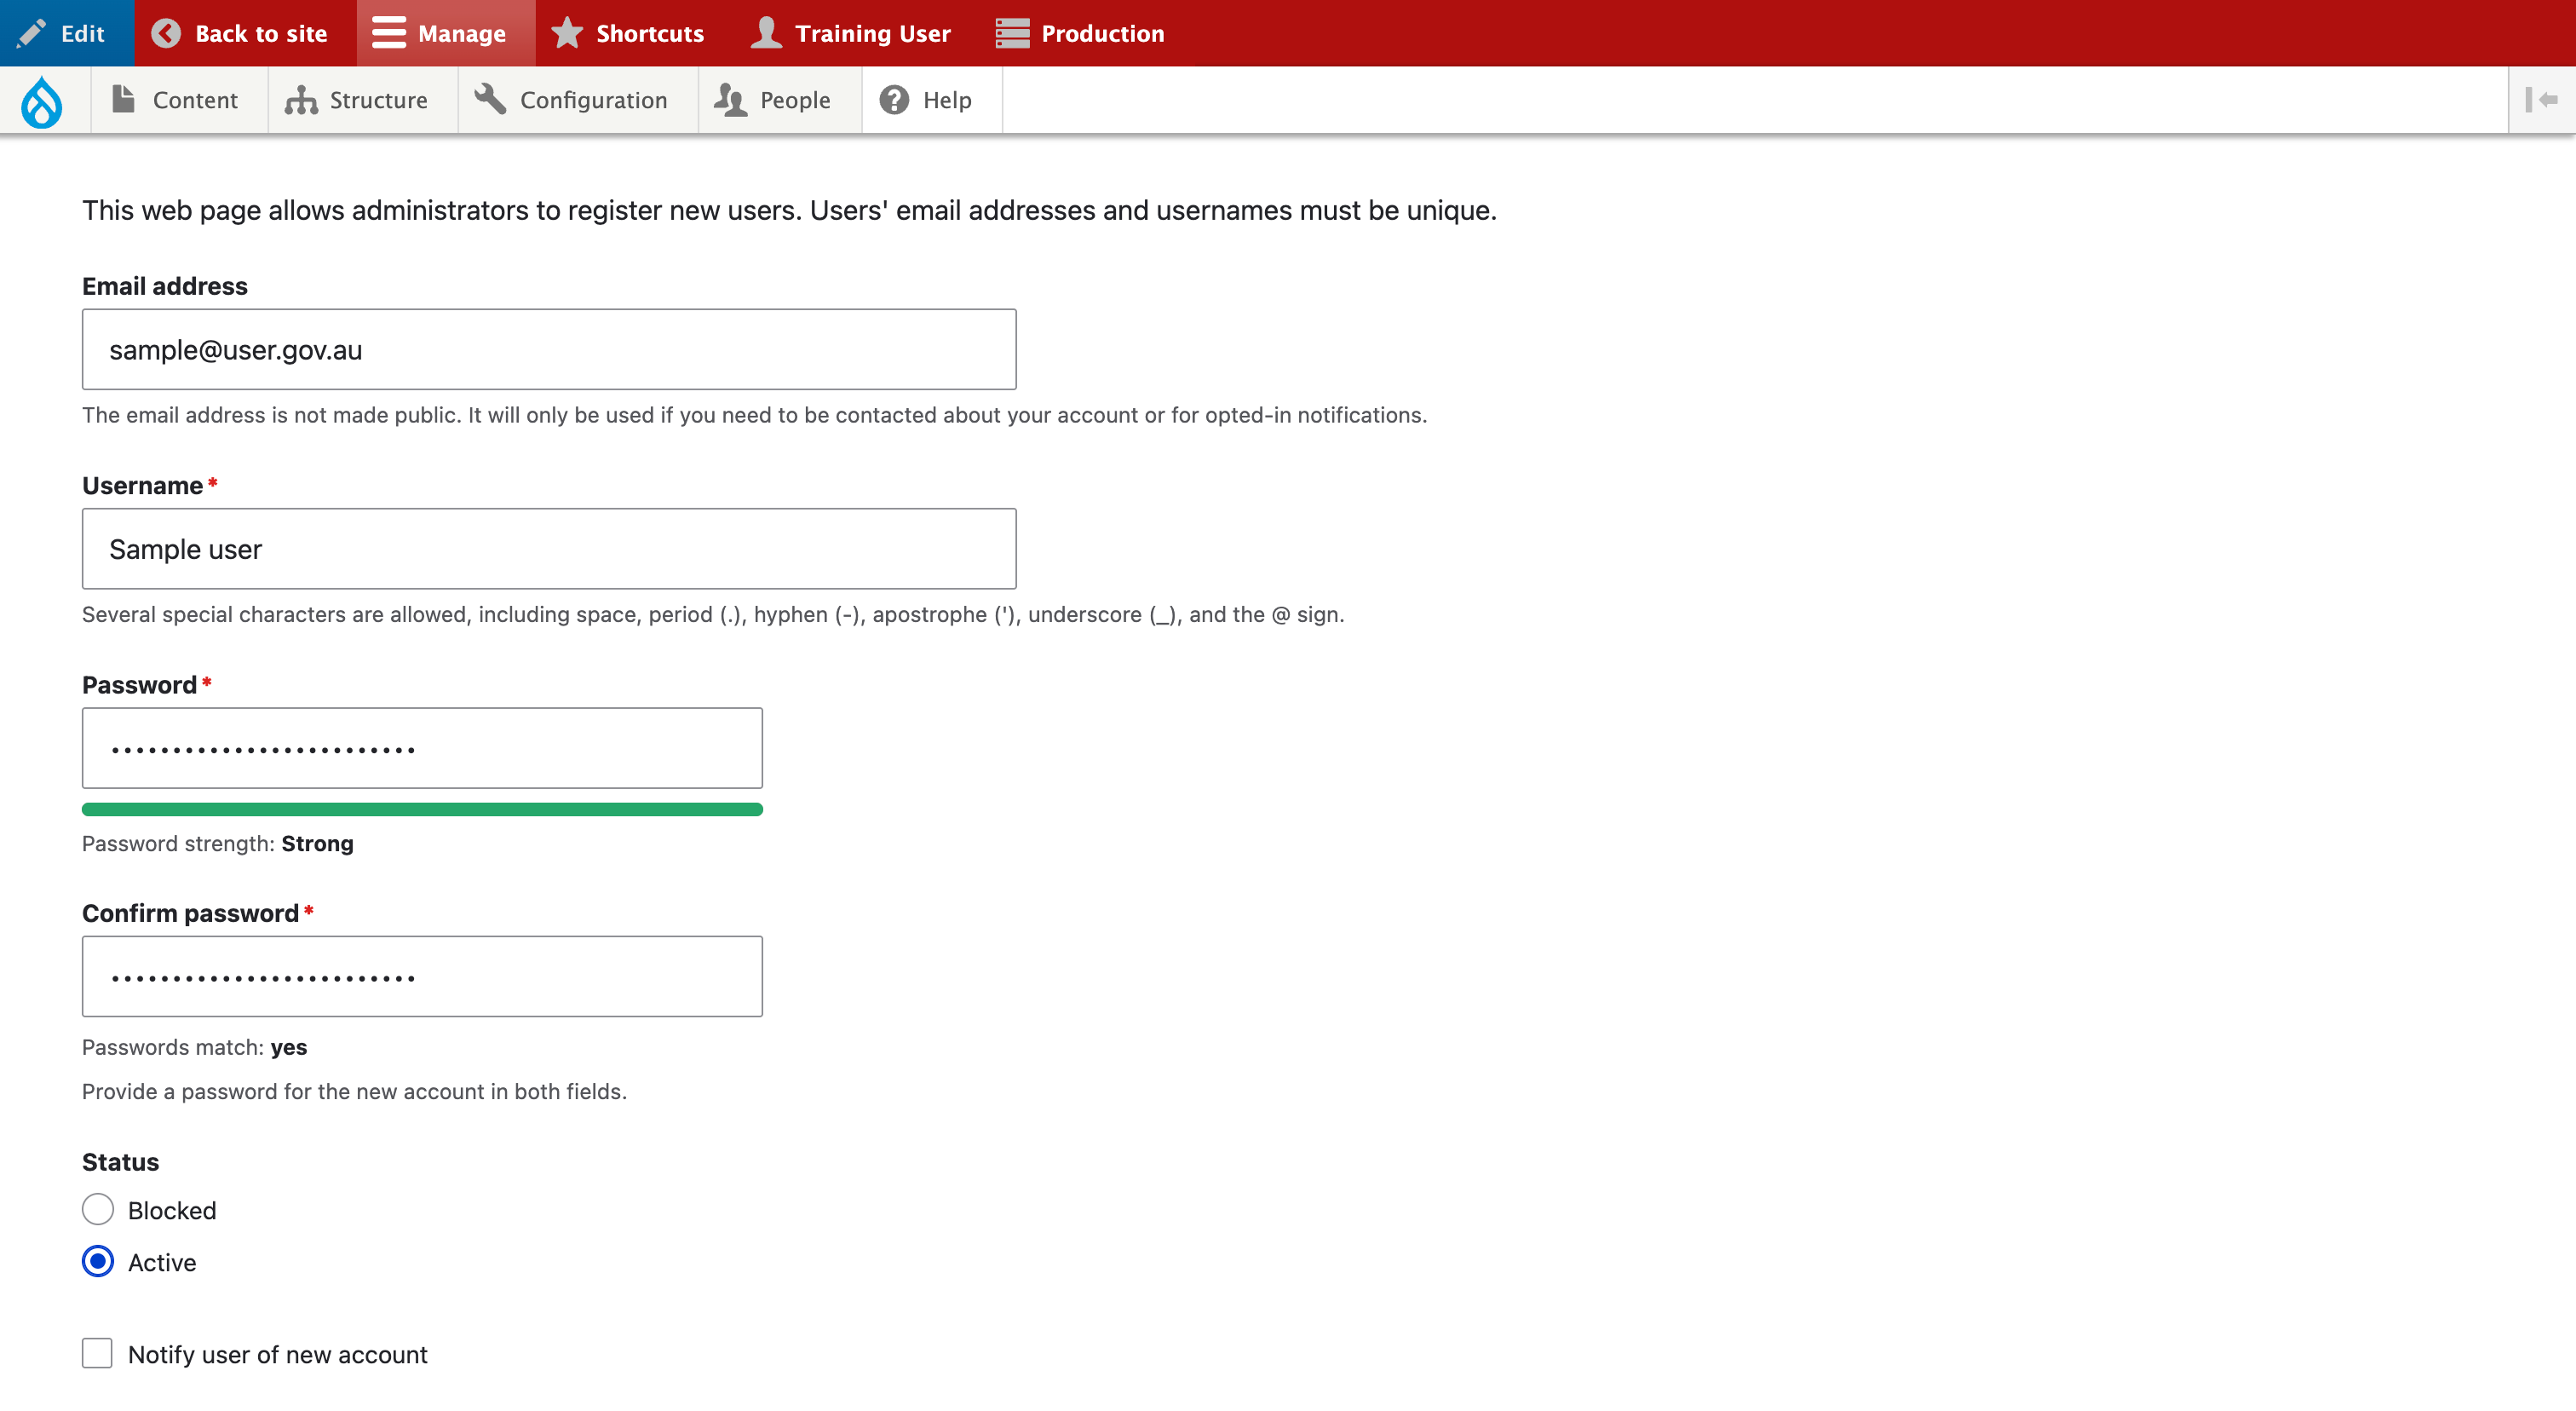 Edit Back to site Manage Shortcuts Training User Production
Content Structure Configuration People Help
This web page allows administrators to register new users. Users' email addresses and usernames must be unique.
Email address
sample@user.gov.au
The email address is not made public. It will only be used if you need to be contacted about your account or for opted-in notifications.
Username*
Sample user
Several special characters are allowed, including space, period (.), hyphen (-), apostrophe ('), underscore (_), and the @ sign.
Password*
•••••••••••••••••••••••••
Password strength: Strong
Confirm password*
•••••••••••••••••••••••••
Passwords match: yes
Provide a password for the new account in both fields.
Status
Blocked
Active
Notify user of new account